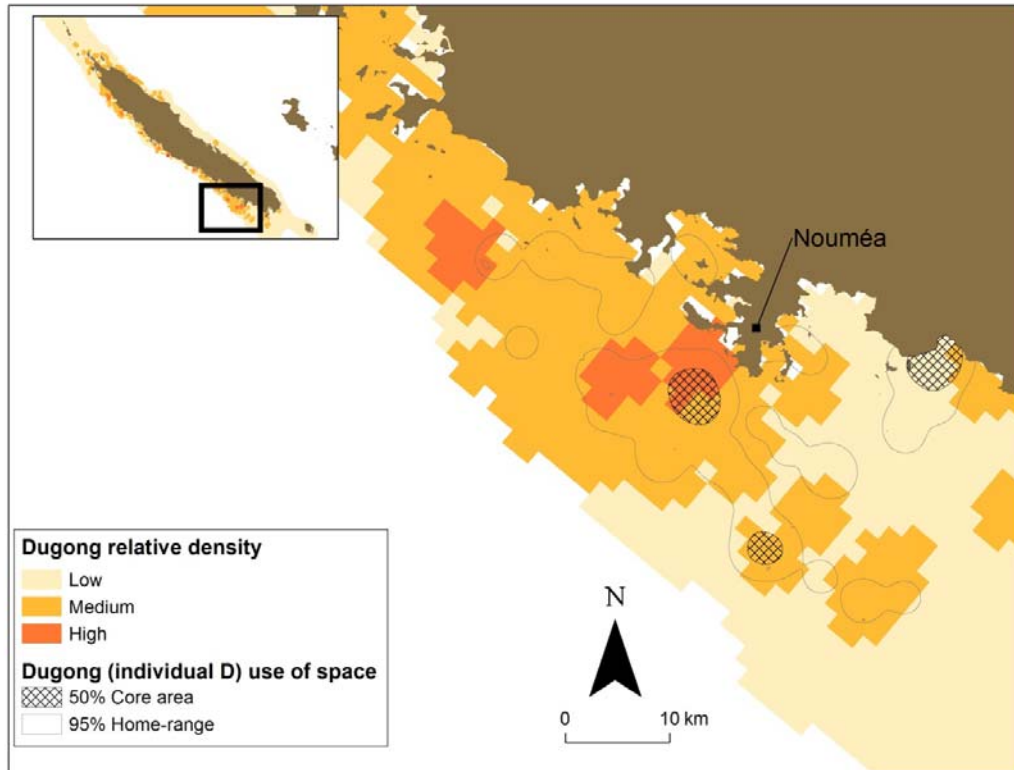 Nouméa
Dugong relative density
Low
Medium
High
Dugong (individual D) use of space
50% Core area
95% Home-range
N
0 10 km